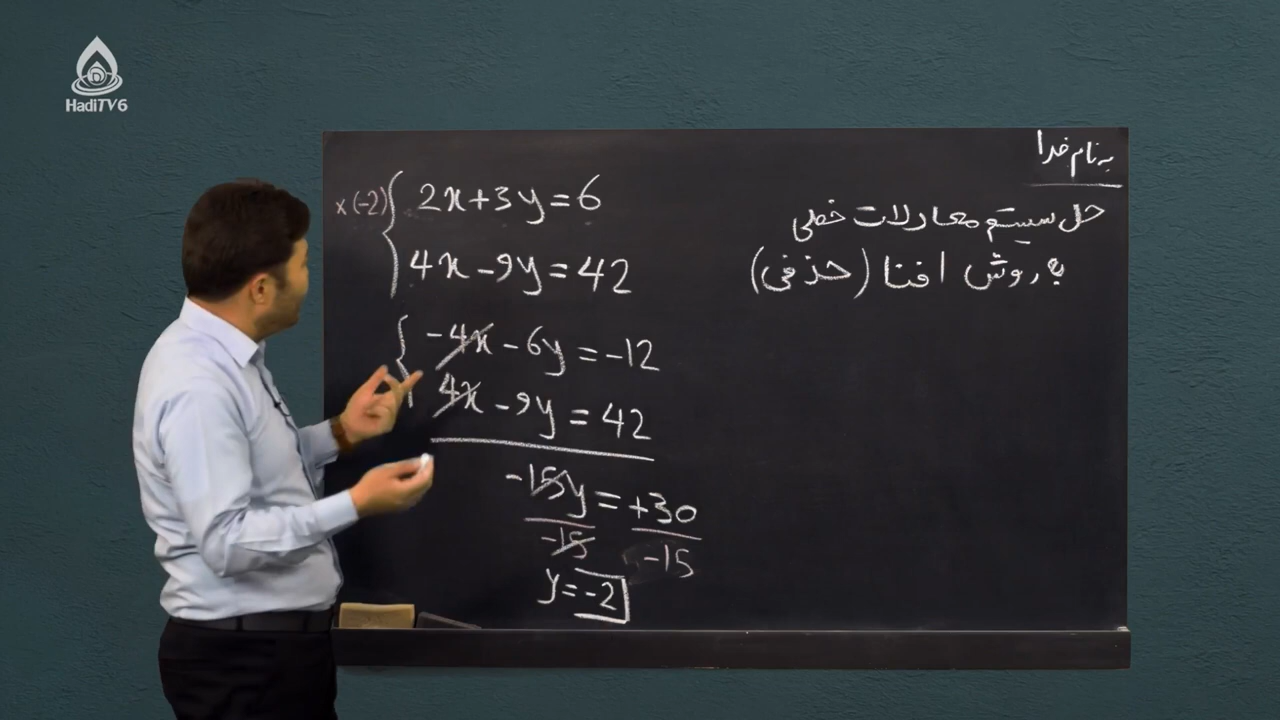 HadiTV6
به نام خدا
حل سیستم معادلات خطی
به روش افنا (حذفی)
x(-2) { 2x+3y=6
4x-9y=42
{ -4x-6y=-12
4x-9y=42
-15y=+30
-15 -15
y=-2